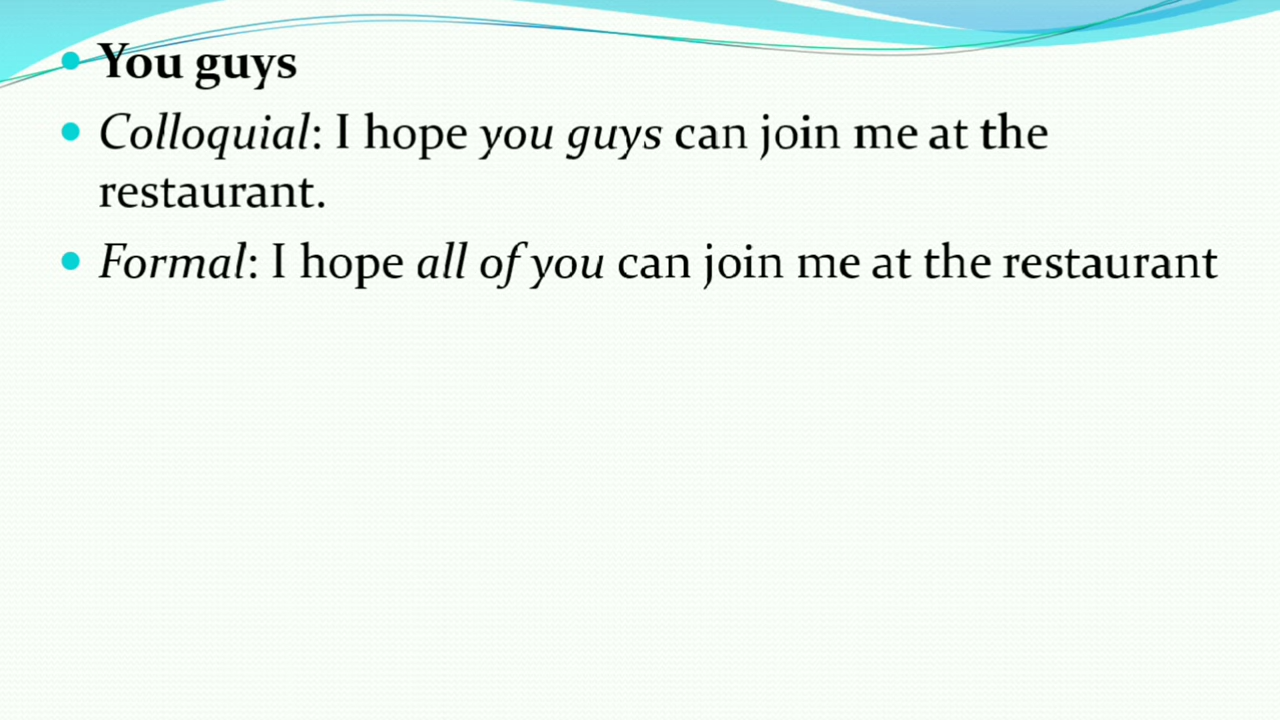 • You guys
• Colloquial: I hope you guys can join me at the
restaurant.
• Formal: I hope all of you can join me at the restaurant